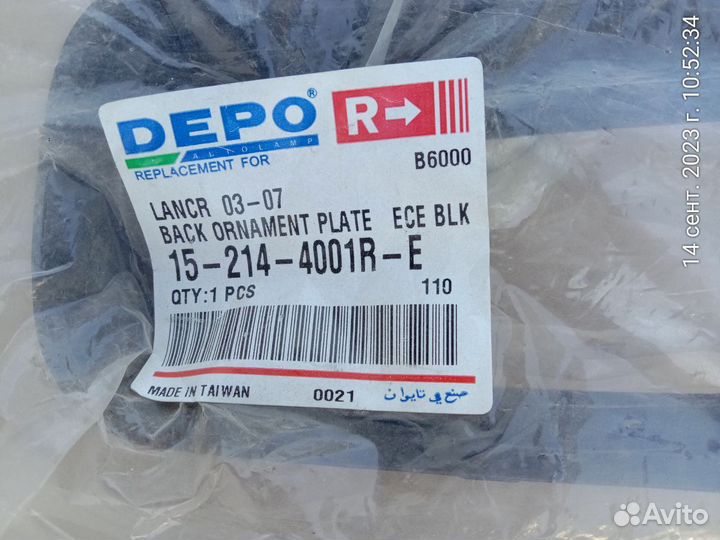 DEPO®
AUTOLAMP
REPLACEMENT FOR
R
B6000
LANCR 03-07
BACK ORNAMENT PLATE ECE BLK
15-214-4001R-E
QTY:1 PCS
110
MADE IN TAIWAN
0021
صنع في تايوان
14 сент. 2023 г. 10:52:34
Avito